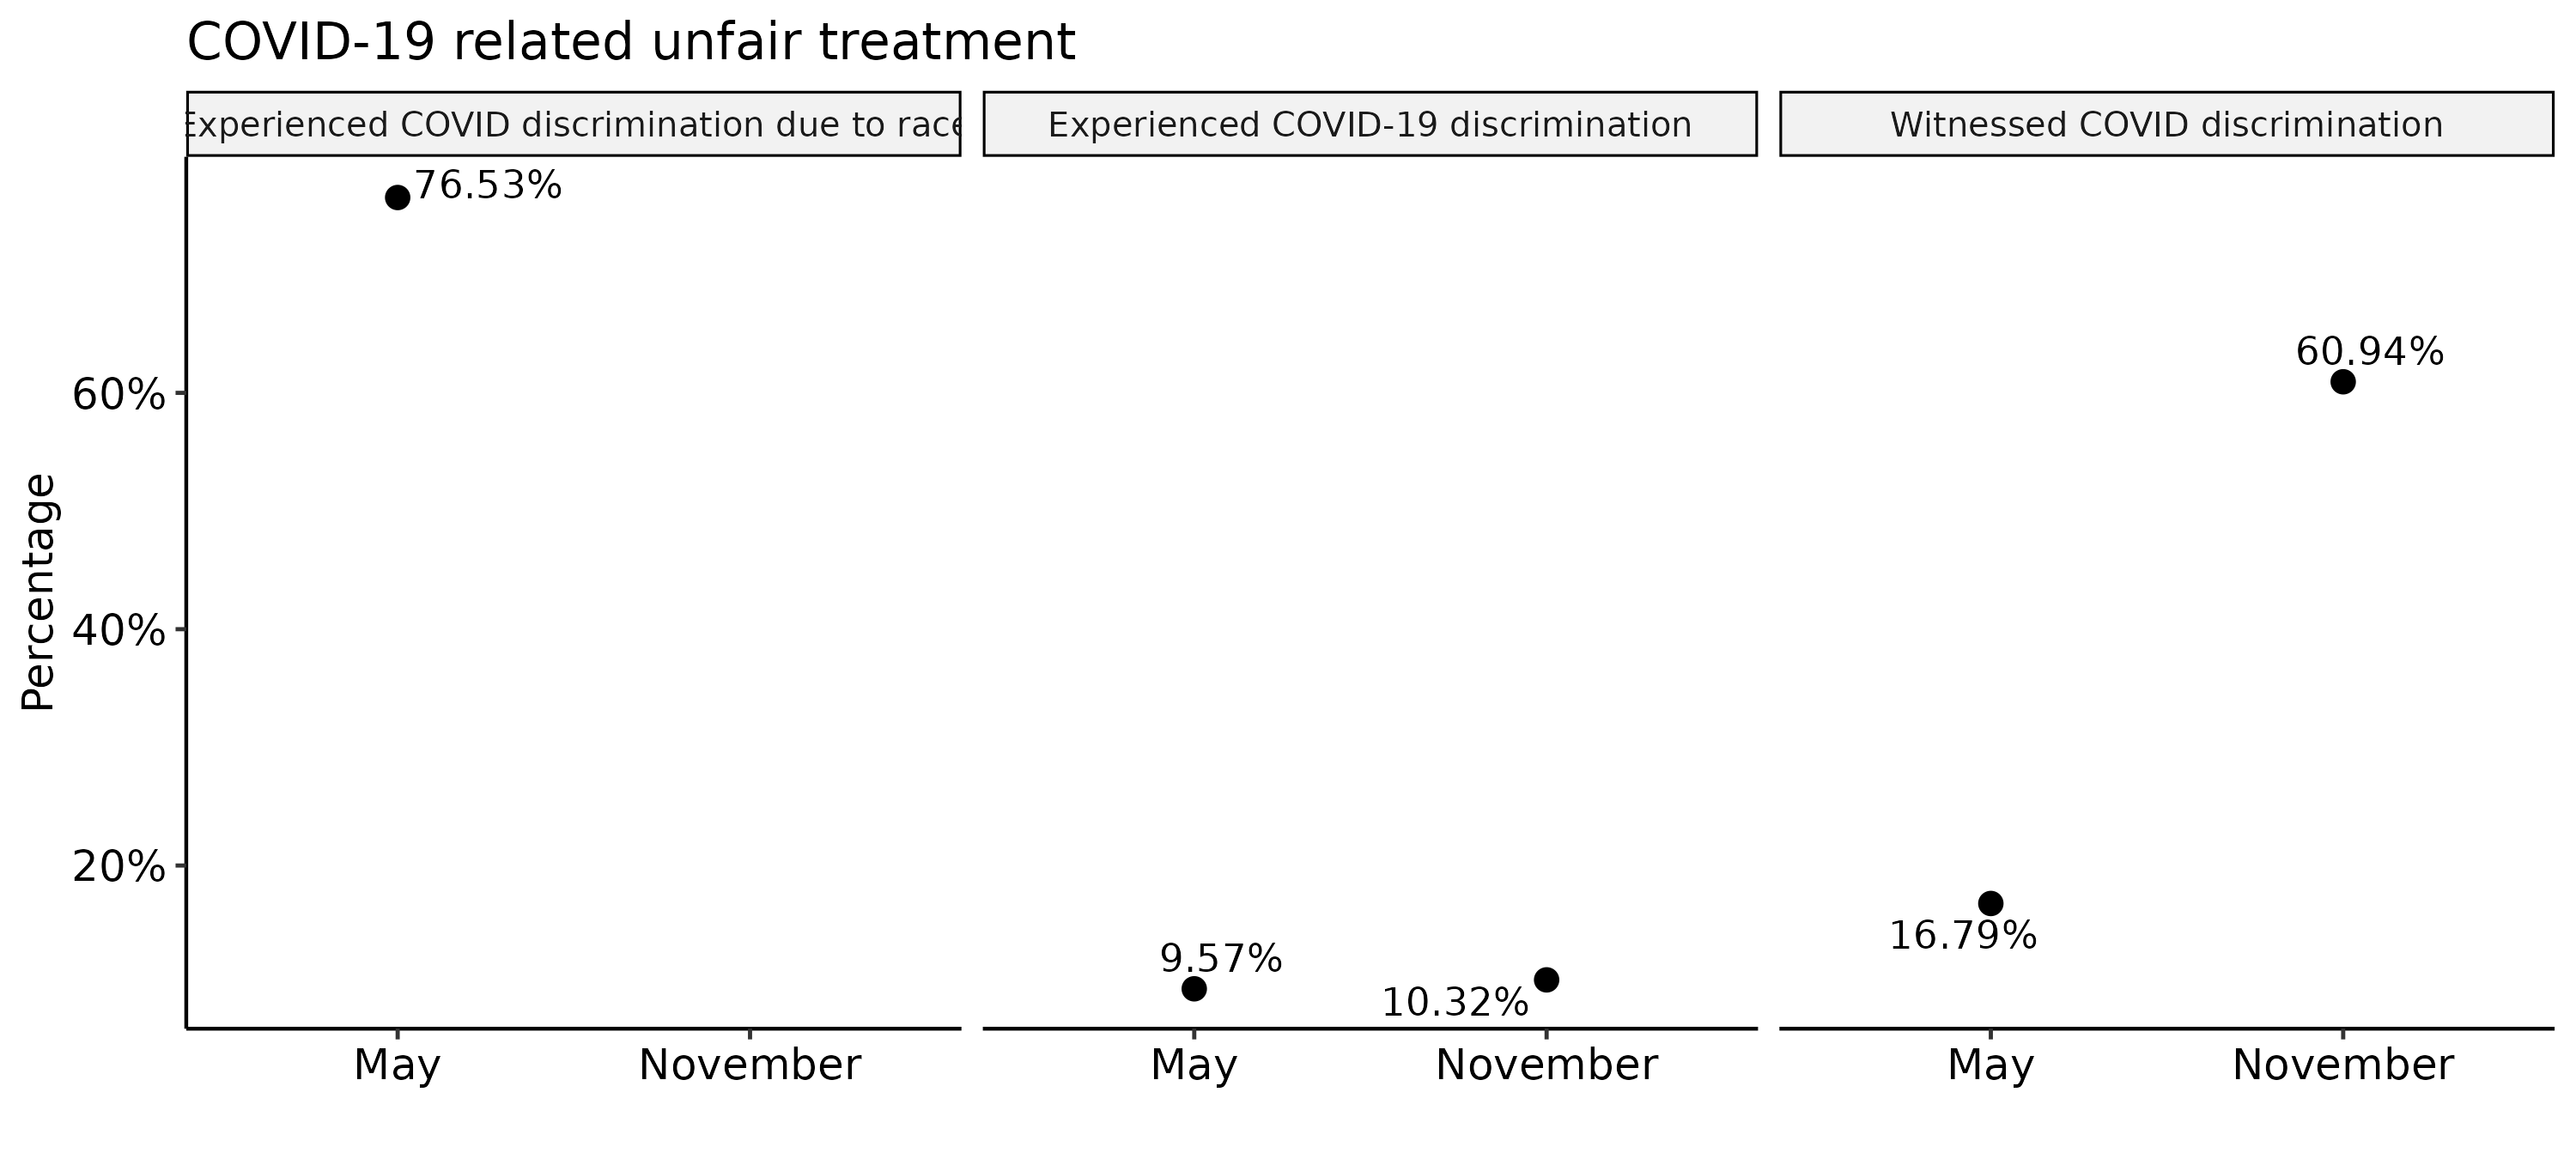 COVID-19 related unfair treatment
Experienced COVID discrimination due to race
Experienced COVID-19 discrimination
Witnessed COVID discrimination
76.53%
60.94%
60%
Percentage
40%
20%
16.79%
9.57%
10.32%
May
November
May
November
May
November